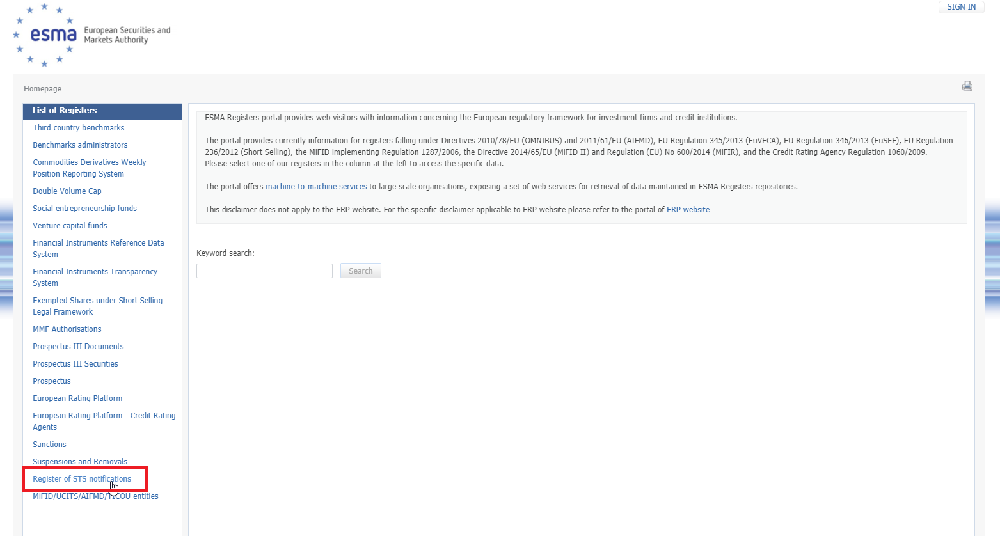 SIGN IN
esma
European Securities and
Markets Authority
Homepage
List of Registers
Third country benchmarks
Benchmarks administrators
Commodities Derivatives Weekly
Position Reporting System
Double Volume Cap
Social entrepreneurship funds
Venture capital funds
Financial Instruments Reference Data
System
Financial Instruments Transparency
System
Exempted Shares under Short Selling
Legal Framework
MMF Authorisations
Prospectus III Documents
Prospectus III Securities
Prospectus
European Rating Platform
European Rating Platform - Credit Rating
Agents
Sanctions
Suspensions and Removals
Register of STS notifications
MiFID/UCITS/AIFMD/TICOU entities
ESMA Registers portal provides web visitors with information concerning the European regulatory framework for investment firms and credit institutions.
The portal provides currently information for registers falling under Directives 2010/78/EU (OMNIBUS) and 2011/61/EU (AIFMD), EU Regulation 345/2013 (EuVECA), EU Regulation 346/2013 (EuSEF), EU Regulation
236/2012 (Short Selling), the MiFID implementing Regulation 1287/2006, the Directive 2014/65/EU (MiFID II) and Regulation (EU) No 600/2014 (MiFIR), and the Credit Rating Agency Regulation 1060/2009.
Please select one of our registers in the column at the left to access the specific data.
The portal offers machine-to-machine services to large scale organisations, exposing a set of web services for retrieval of data maintained in ESMA Registers repositories.
This disclaimer does not apply to the ERP website. For the specific disclaimer applicable to ERP website please refer to the portal of ERP website
Keyword search:
Search